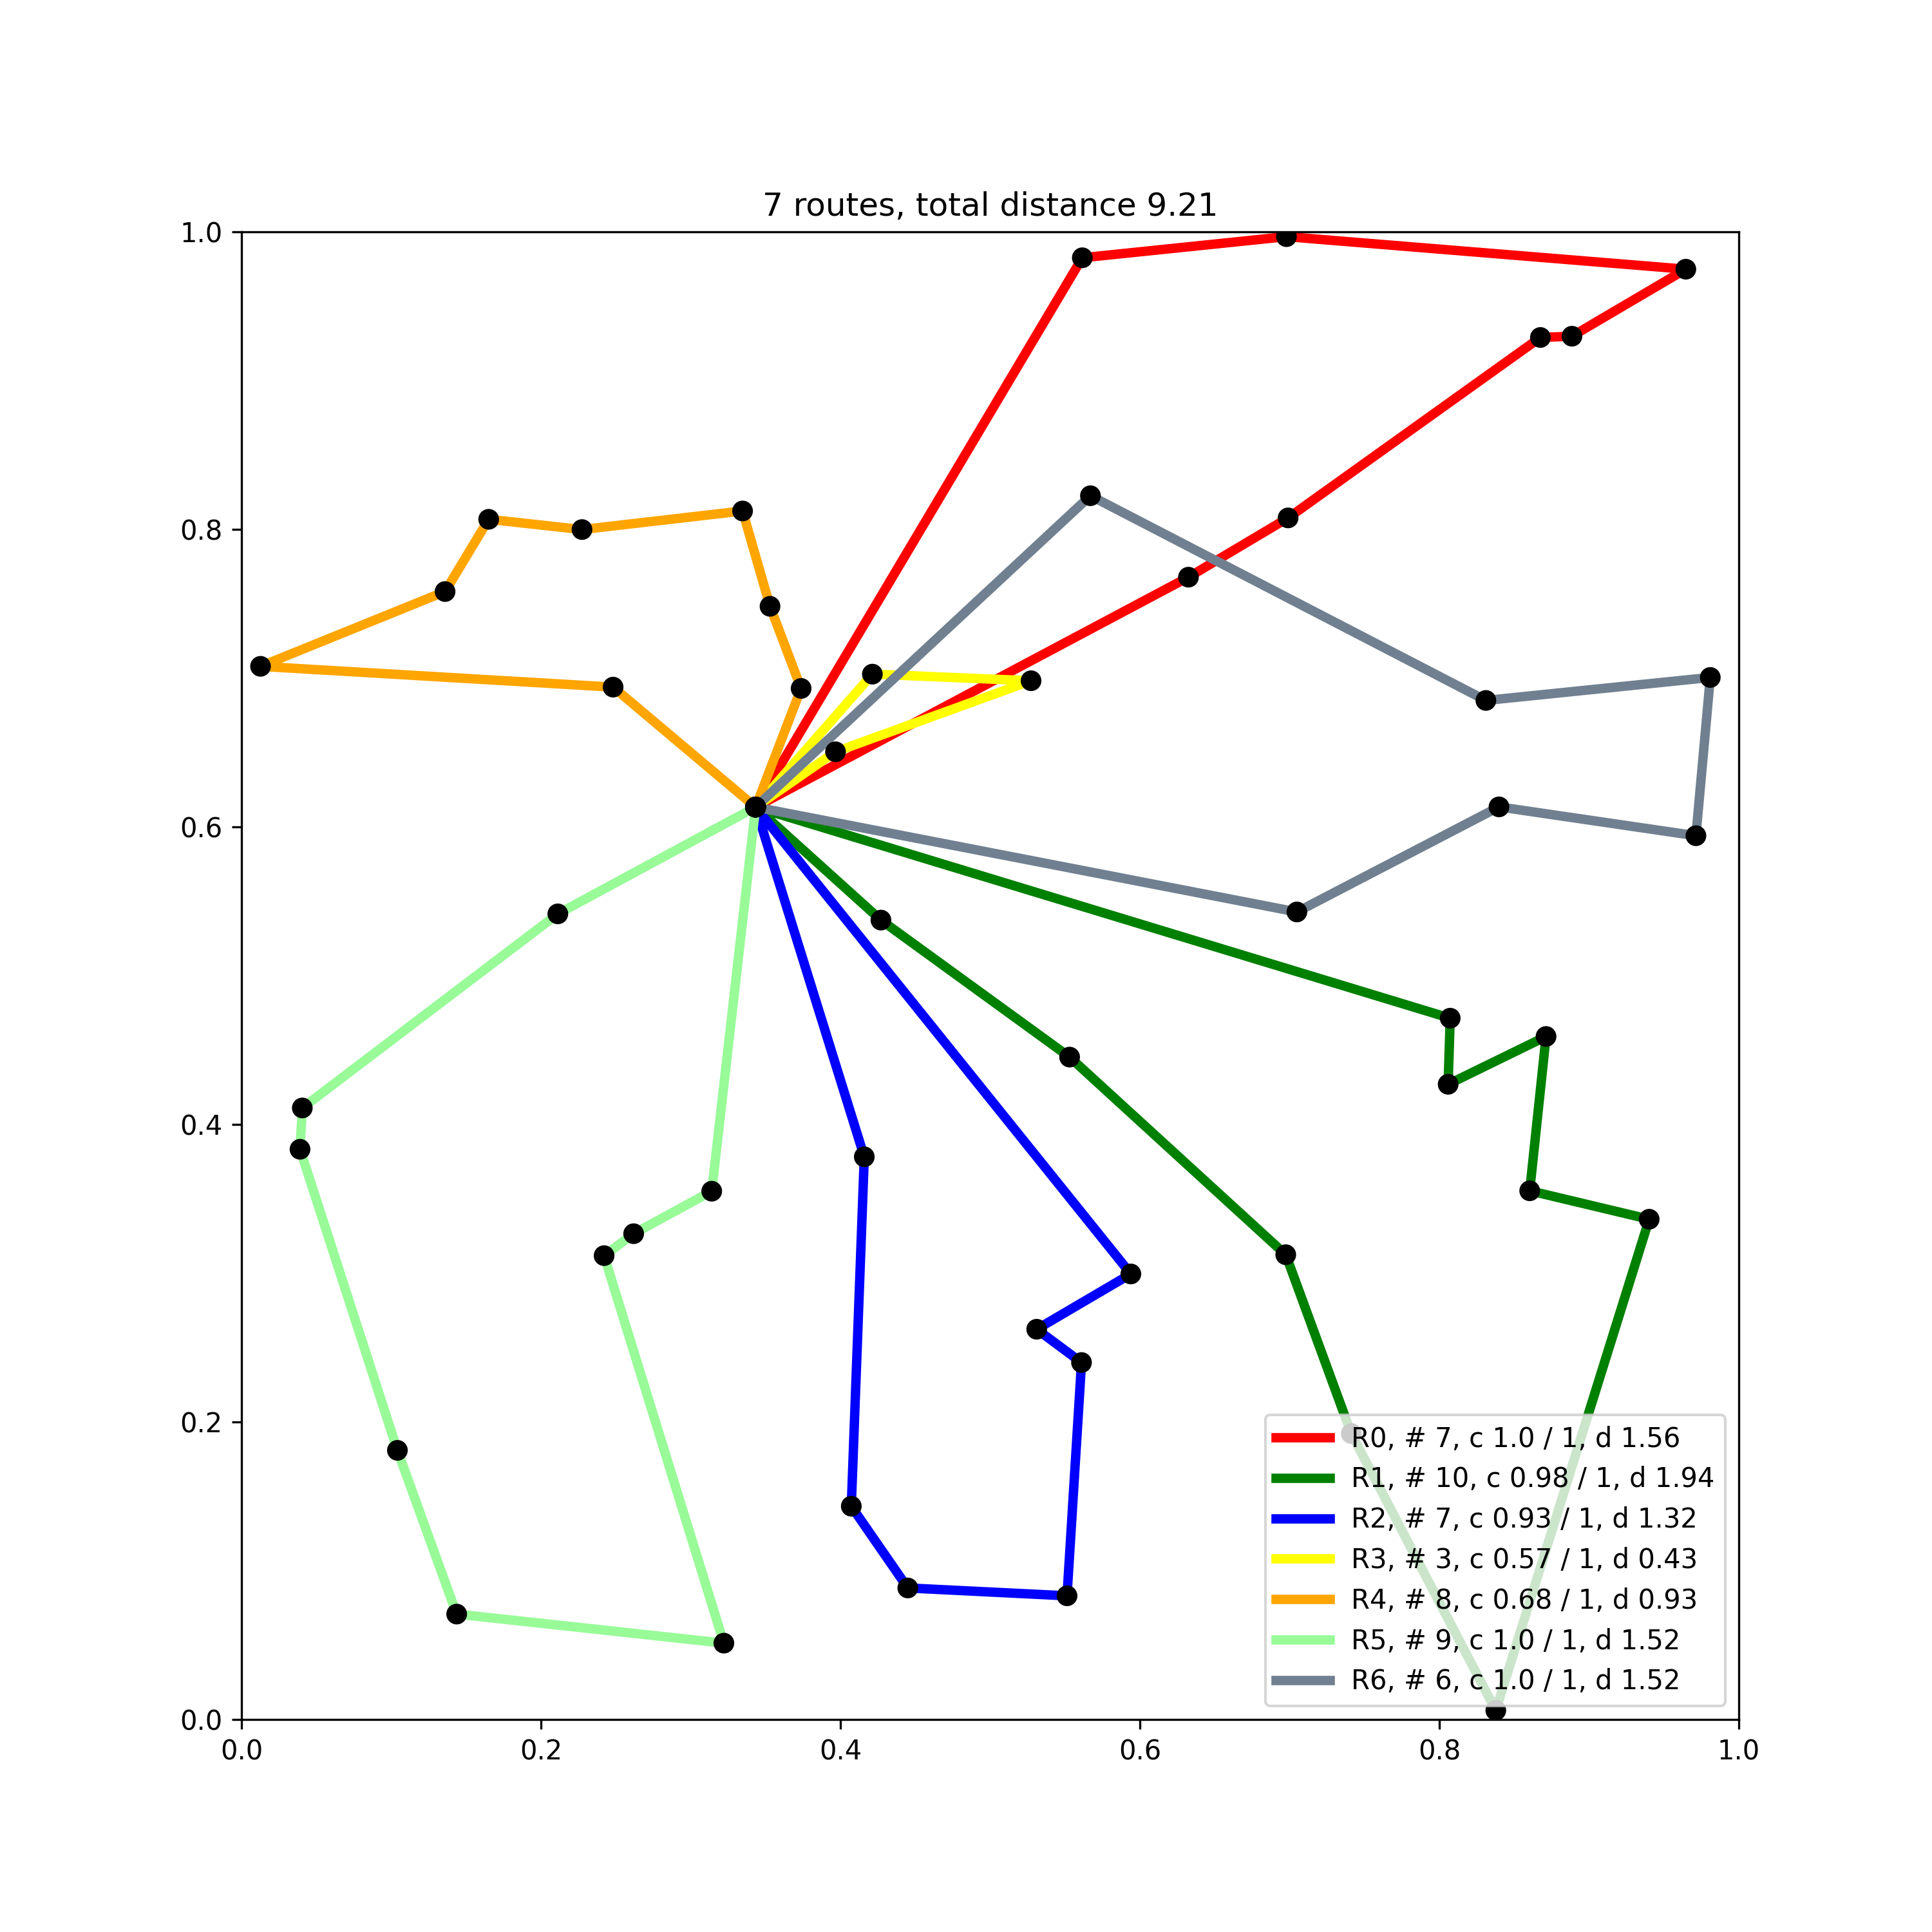 7 routes, total distance 9.21
1.0
0.8
0.6
0.4
0.2
0.0
0.0 0.2 0.4 0.6 0.8 1.0
R0, # 7, c 1.0 / 1, d 1.56
R1, # 10, c 0.98 / 1, d 1.94
R2, # 7, c 0.93 / 1, d 1.32
R3, # 3, c 0.57 / 1, d 0.43
R4, # 8, c 0.68 / 1, d 0.93
R5, # 9, c 1.0 / 1, d 1.52
R6, # 6, c 1.0 / 1, d 1.52